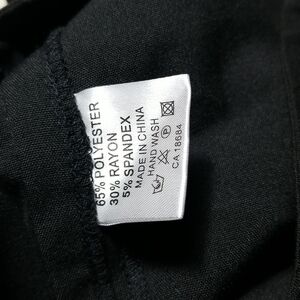 65% POLYESTER
30% RAYON
5% SPANDEX
MADE IN CHINA
HAND WASH
CA 18684